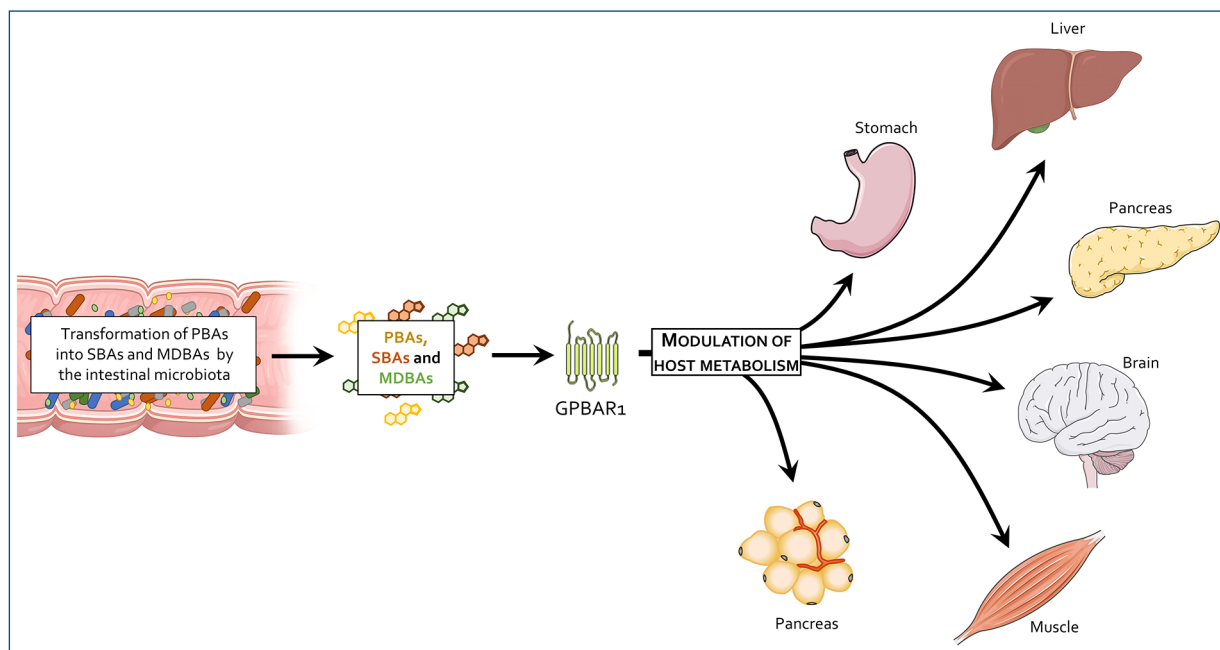 Transformation of PBAs
into SBAs and MDBAs by
the intestinal microbiota
PBAs,
SBAs and
MDBAs
GPBAR1
MODULATION OF
HOST METABOLISM
Stomach
Liver
Pancreas
Brain
Muscle
Pancreas